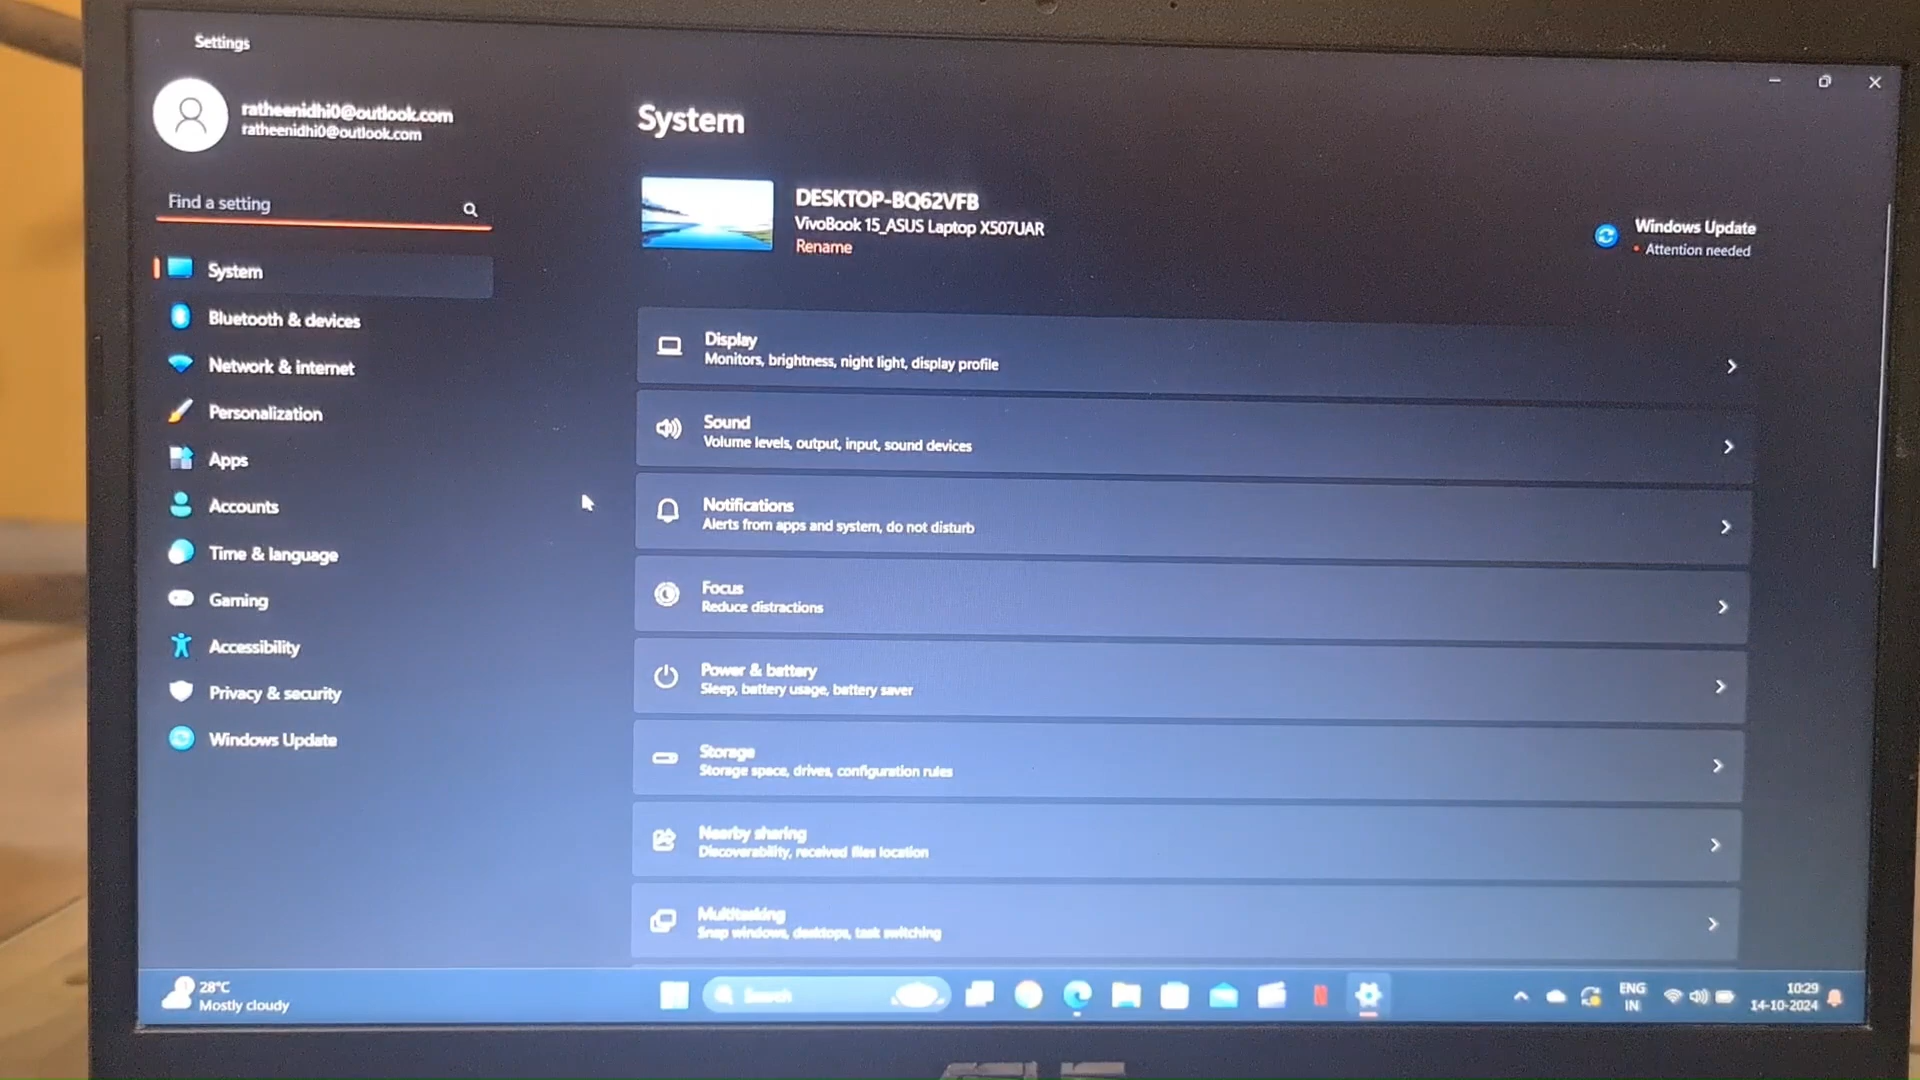 Settings
ratheenidhi0@outlook.com
ratheenidhi0@outlook.com
Find a setting
System
Bluetooth & devices
Network & internet
Personalization
Apps
Accounts
Time & language
Gaming
Accessibility
Privacy & security
Windows Update
System
DESKTOP-BQ62VFB
VivoBook 15_ASUS Laptop X507UAR
Rename
Windows Update
• Attention needed
Display
Monitors, brightness, night light, display profile
Sound
Volume levels, output, input, sound devices
Notifications
Alerts from apps and system, do not disturb
Focus
Reduce distractions
Power & battery
Sleep, battery usage, battery saver
Storage
Storage space, drives, configuration rules
Nearby sharing
Discoverability, received files location
Multitasking
Snap windows, desktops, task switching
28°C
Mostly cloudy
Search
ENG
IN
10:29
14-10-2024